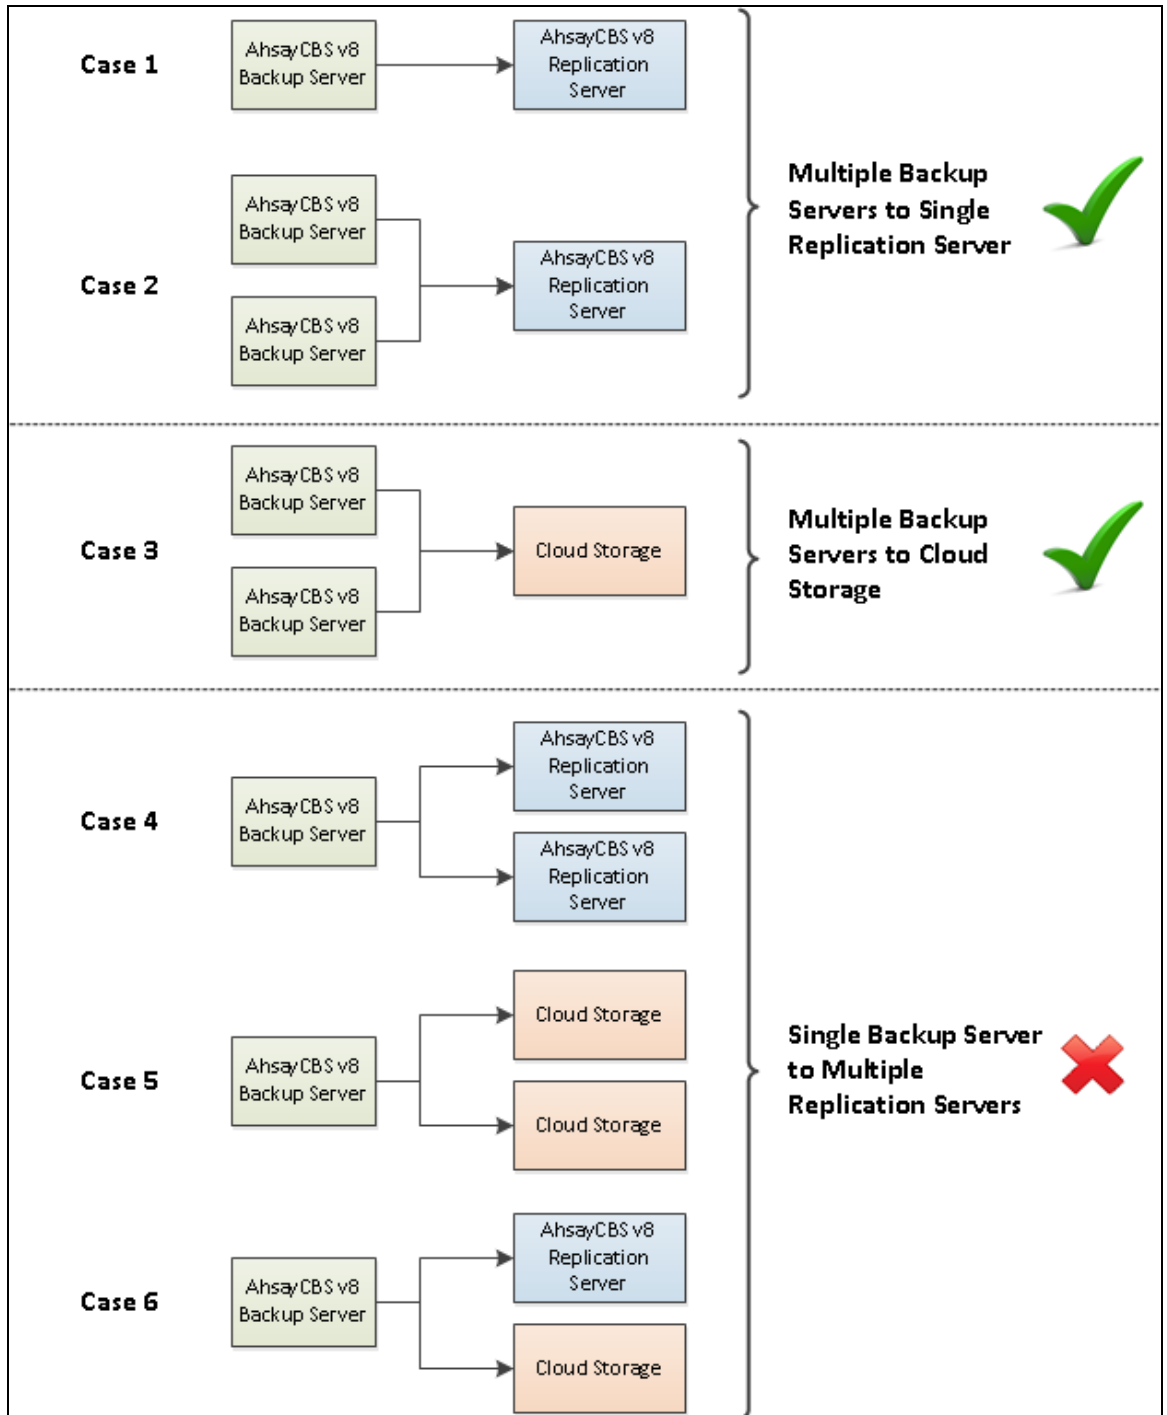 Case 1
AhsayCBS v8
Backup Server
AhsayCBS v8
Replication
Server
Case 2
AhsayCBS v8
Backup Server
AhsayCBS v8
Backup Server
AhsayCBS v8
Replication
Server
Multiple Backup
Servers to Single
Replication Server
Case 3
AhsayCBS v8
Backup Server
AhsayCBS v8
Backup Server
Cloud Storage
Multiple Backup
Servers to Cloud
Storage
Case 4
AhsayCBS v8
Backup Server
AhsayCBS v8
Replication
Server
AhsayCBS v8
Replication
Server
Case 5
AhsayCBS v8
Backup Server
Cloud Storage
Cloud Storage
Single Backup Server
to Multiple
Replication Servers
Case 6
AhsayCBS v8
Backup Server
AhsayCBS v8
Replication
Server
Cloud Storage